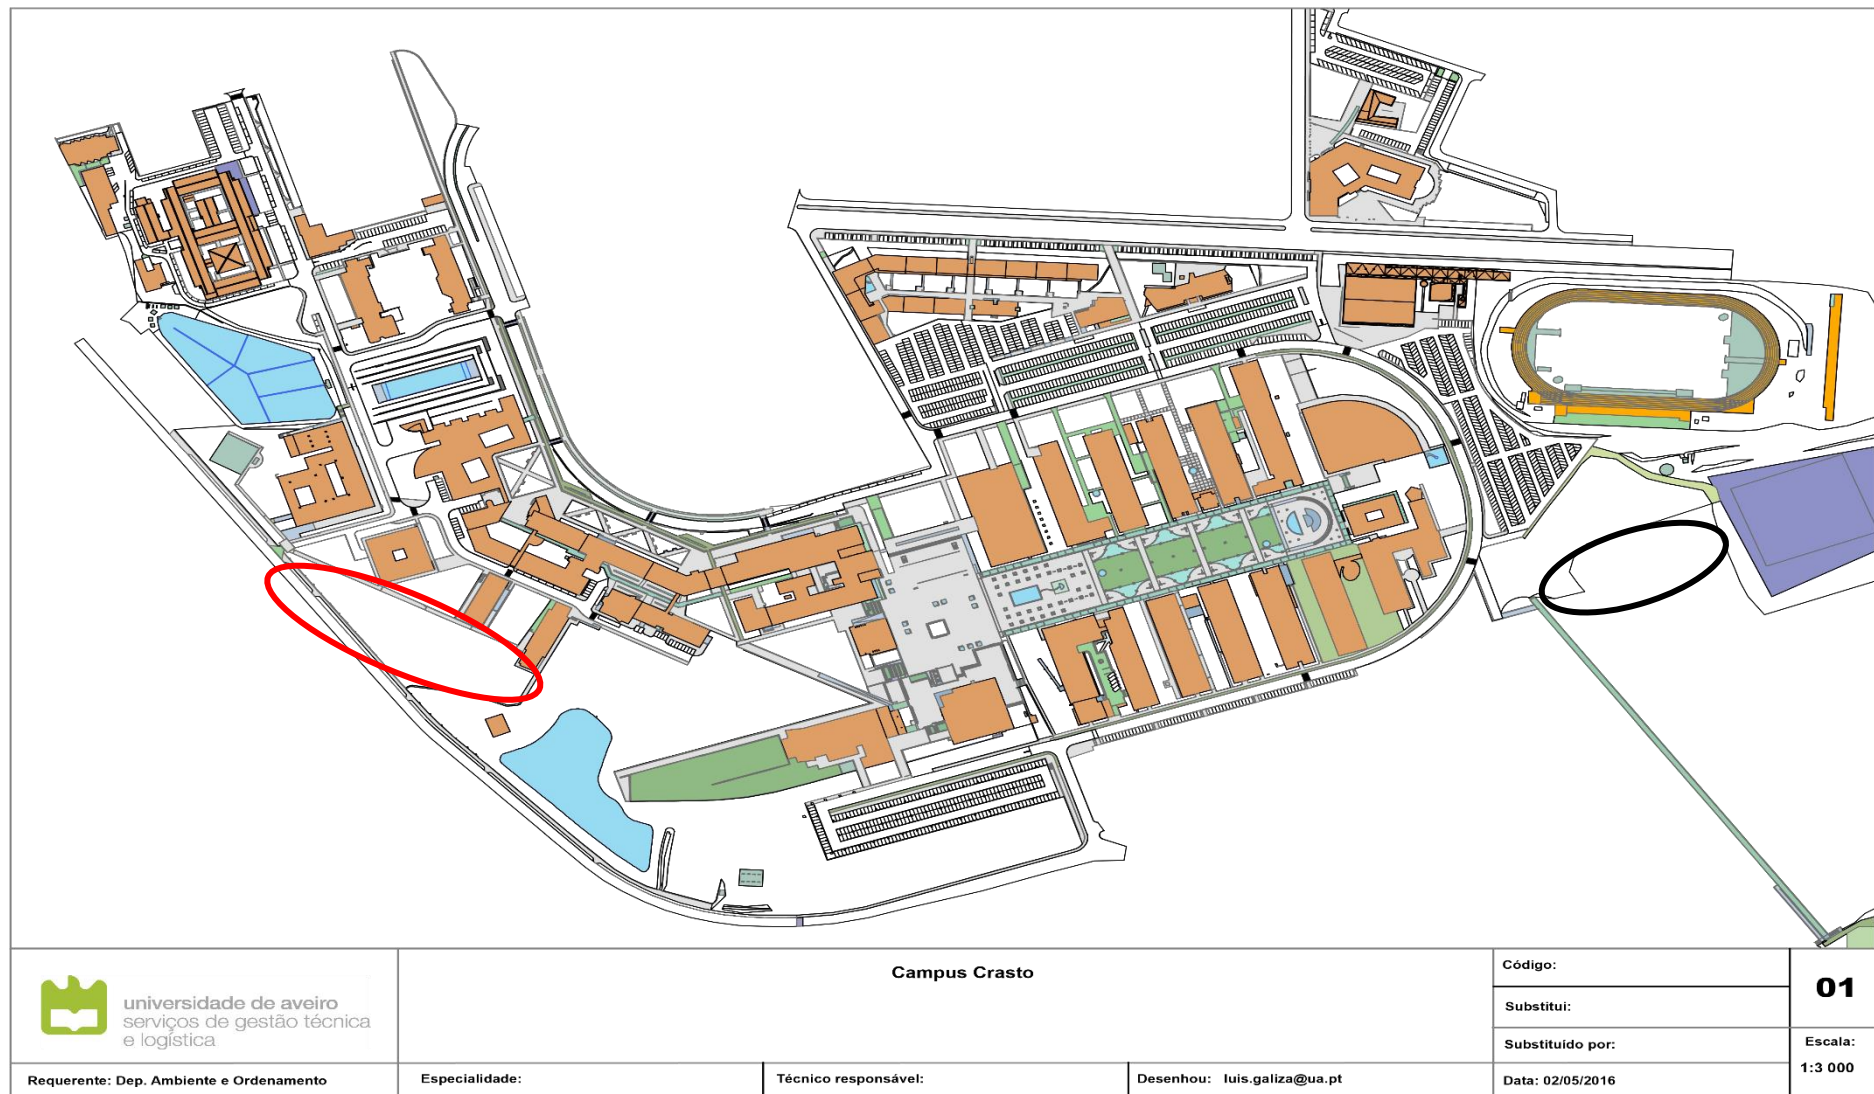 universidade de aveiro
serviços de gestão técnica
e logística
Campus Crasto
Código:
Substitui:
Substituído por:
Data: 02/05/2016
01
Escala:
1:3 000
Requerente: Dep. Ambiente e Ordenamento
Especialidade:
Técnico responsável:
Desenhou: luis.galiza@ua.pt